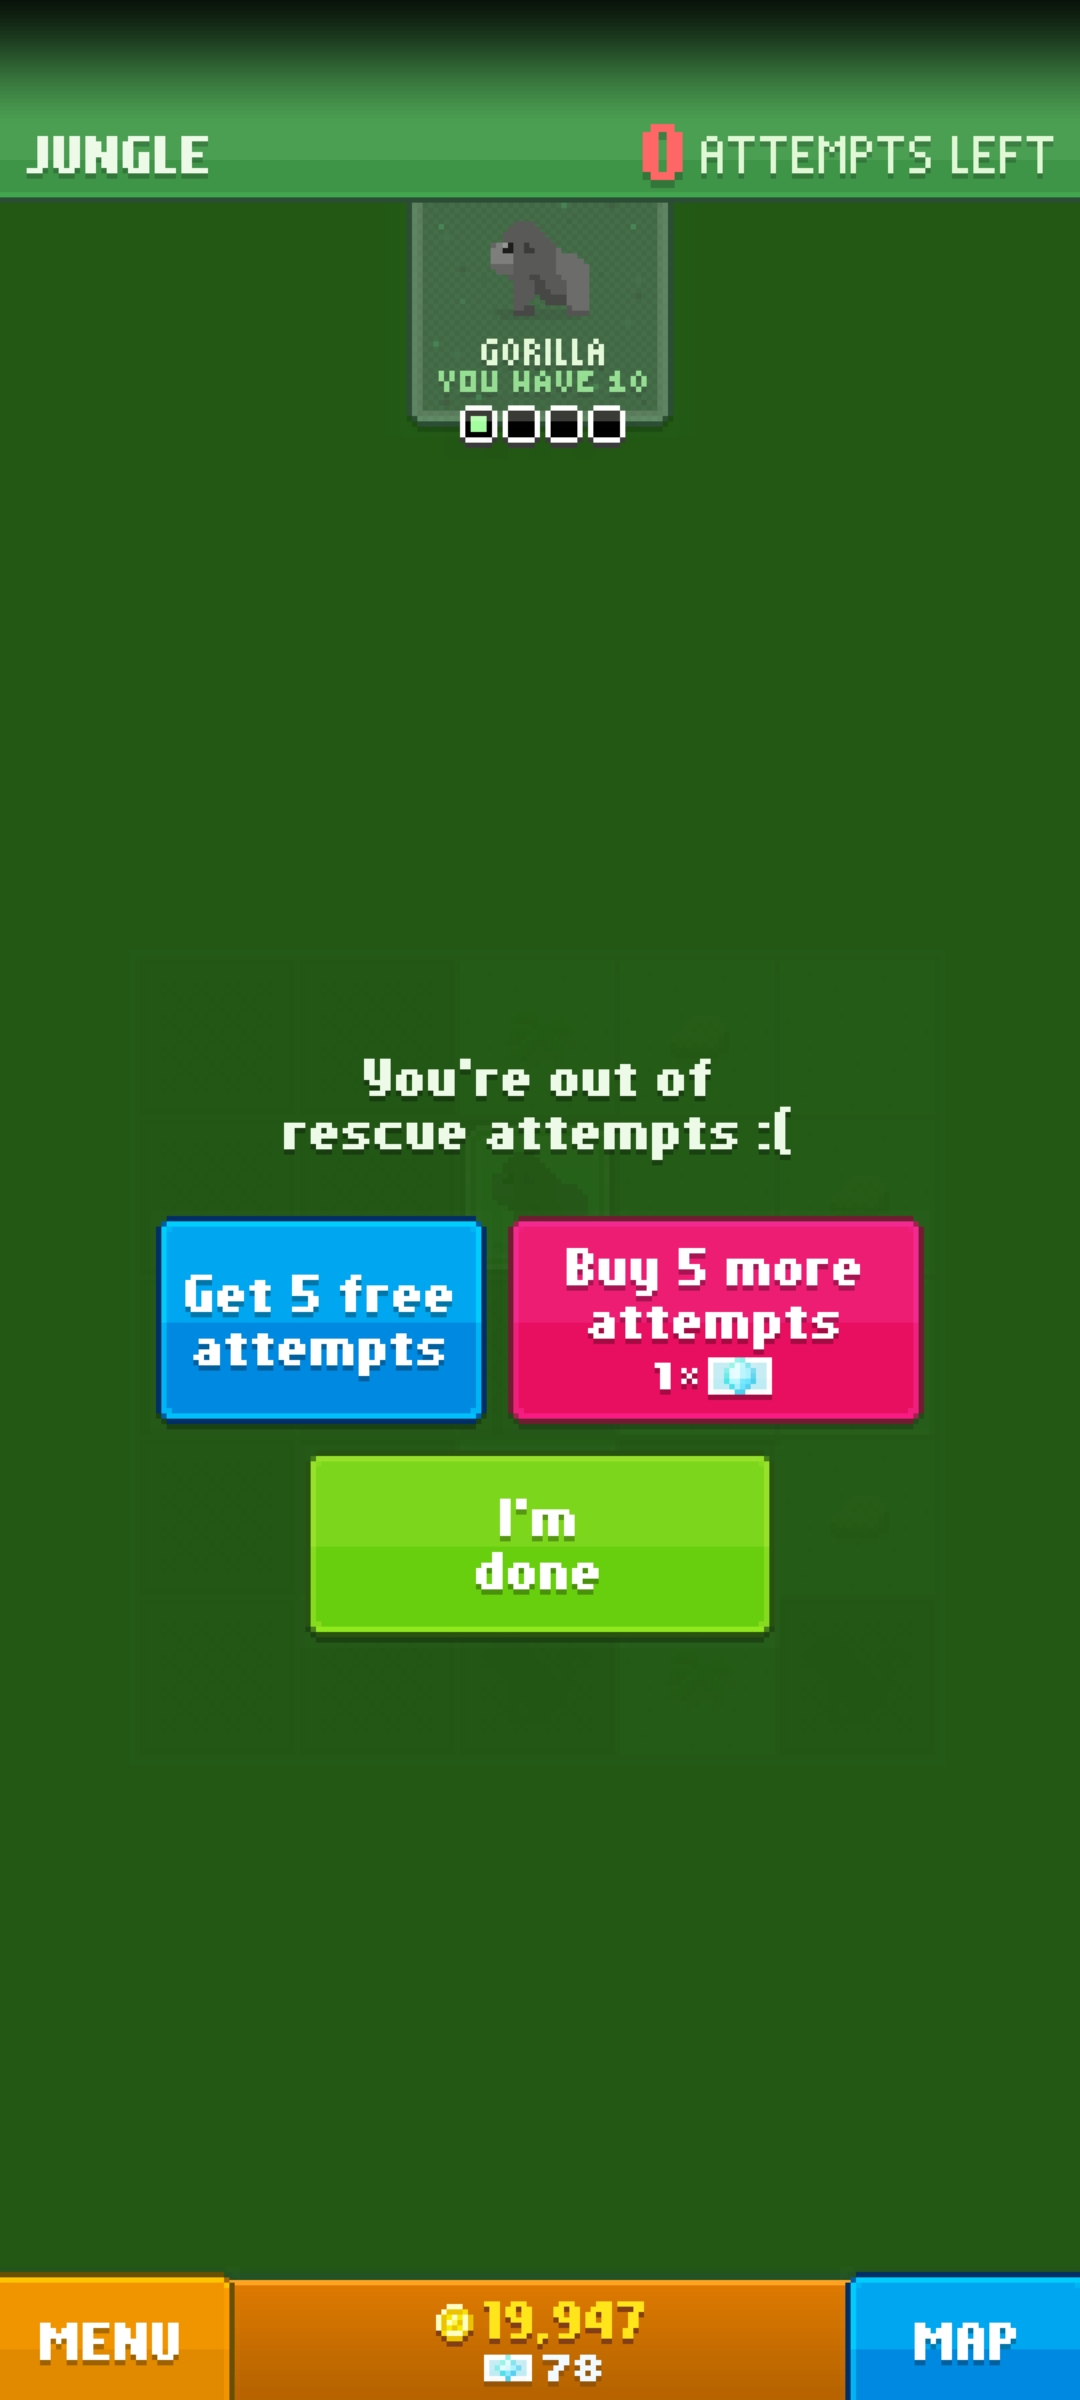 JUNGLE
0 ATTEMPTS LEFT
GORILLA
YOU HAVE 10
You're out of
rescue attempts :(
Get 5 free
attempts
Buy 5 more
attempts
1×
I'm
done
MENU
19,947
78
MAP